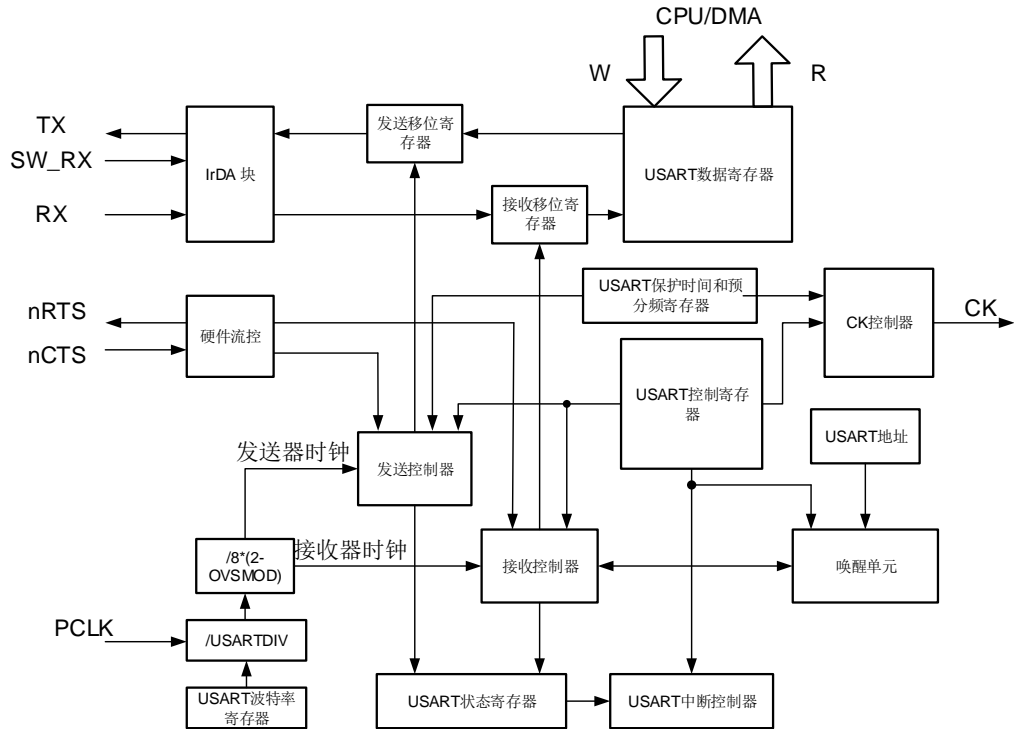 CPU/DMA
W
R
TX
SW_RX
RX
IrDA 块
发送移位寄
存器
接收移位寄
存器
USART数据寄存器
nRTS
nCTS
硬件流控
USART保护时间和预
分频寄存器
CK控制器
CK
USART控制寄存
器
USART地址
发送器时钟
发送控制器
接收器时钟
/8*(2-
OVSMOD)
接收控制器
唤醒单元
PCLK
/USARTDIV
USART波特率
寄存器
USART状态寄存器
USART中断控制器